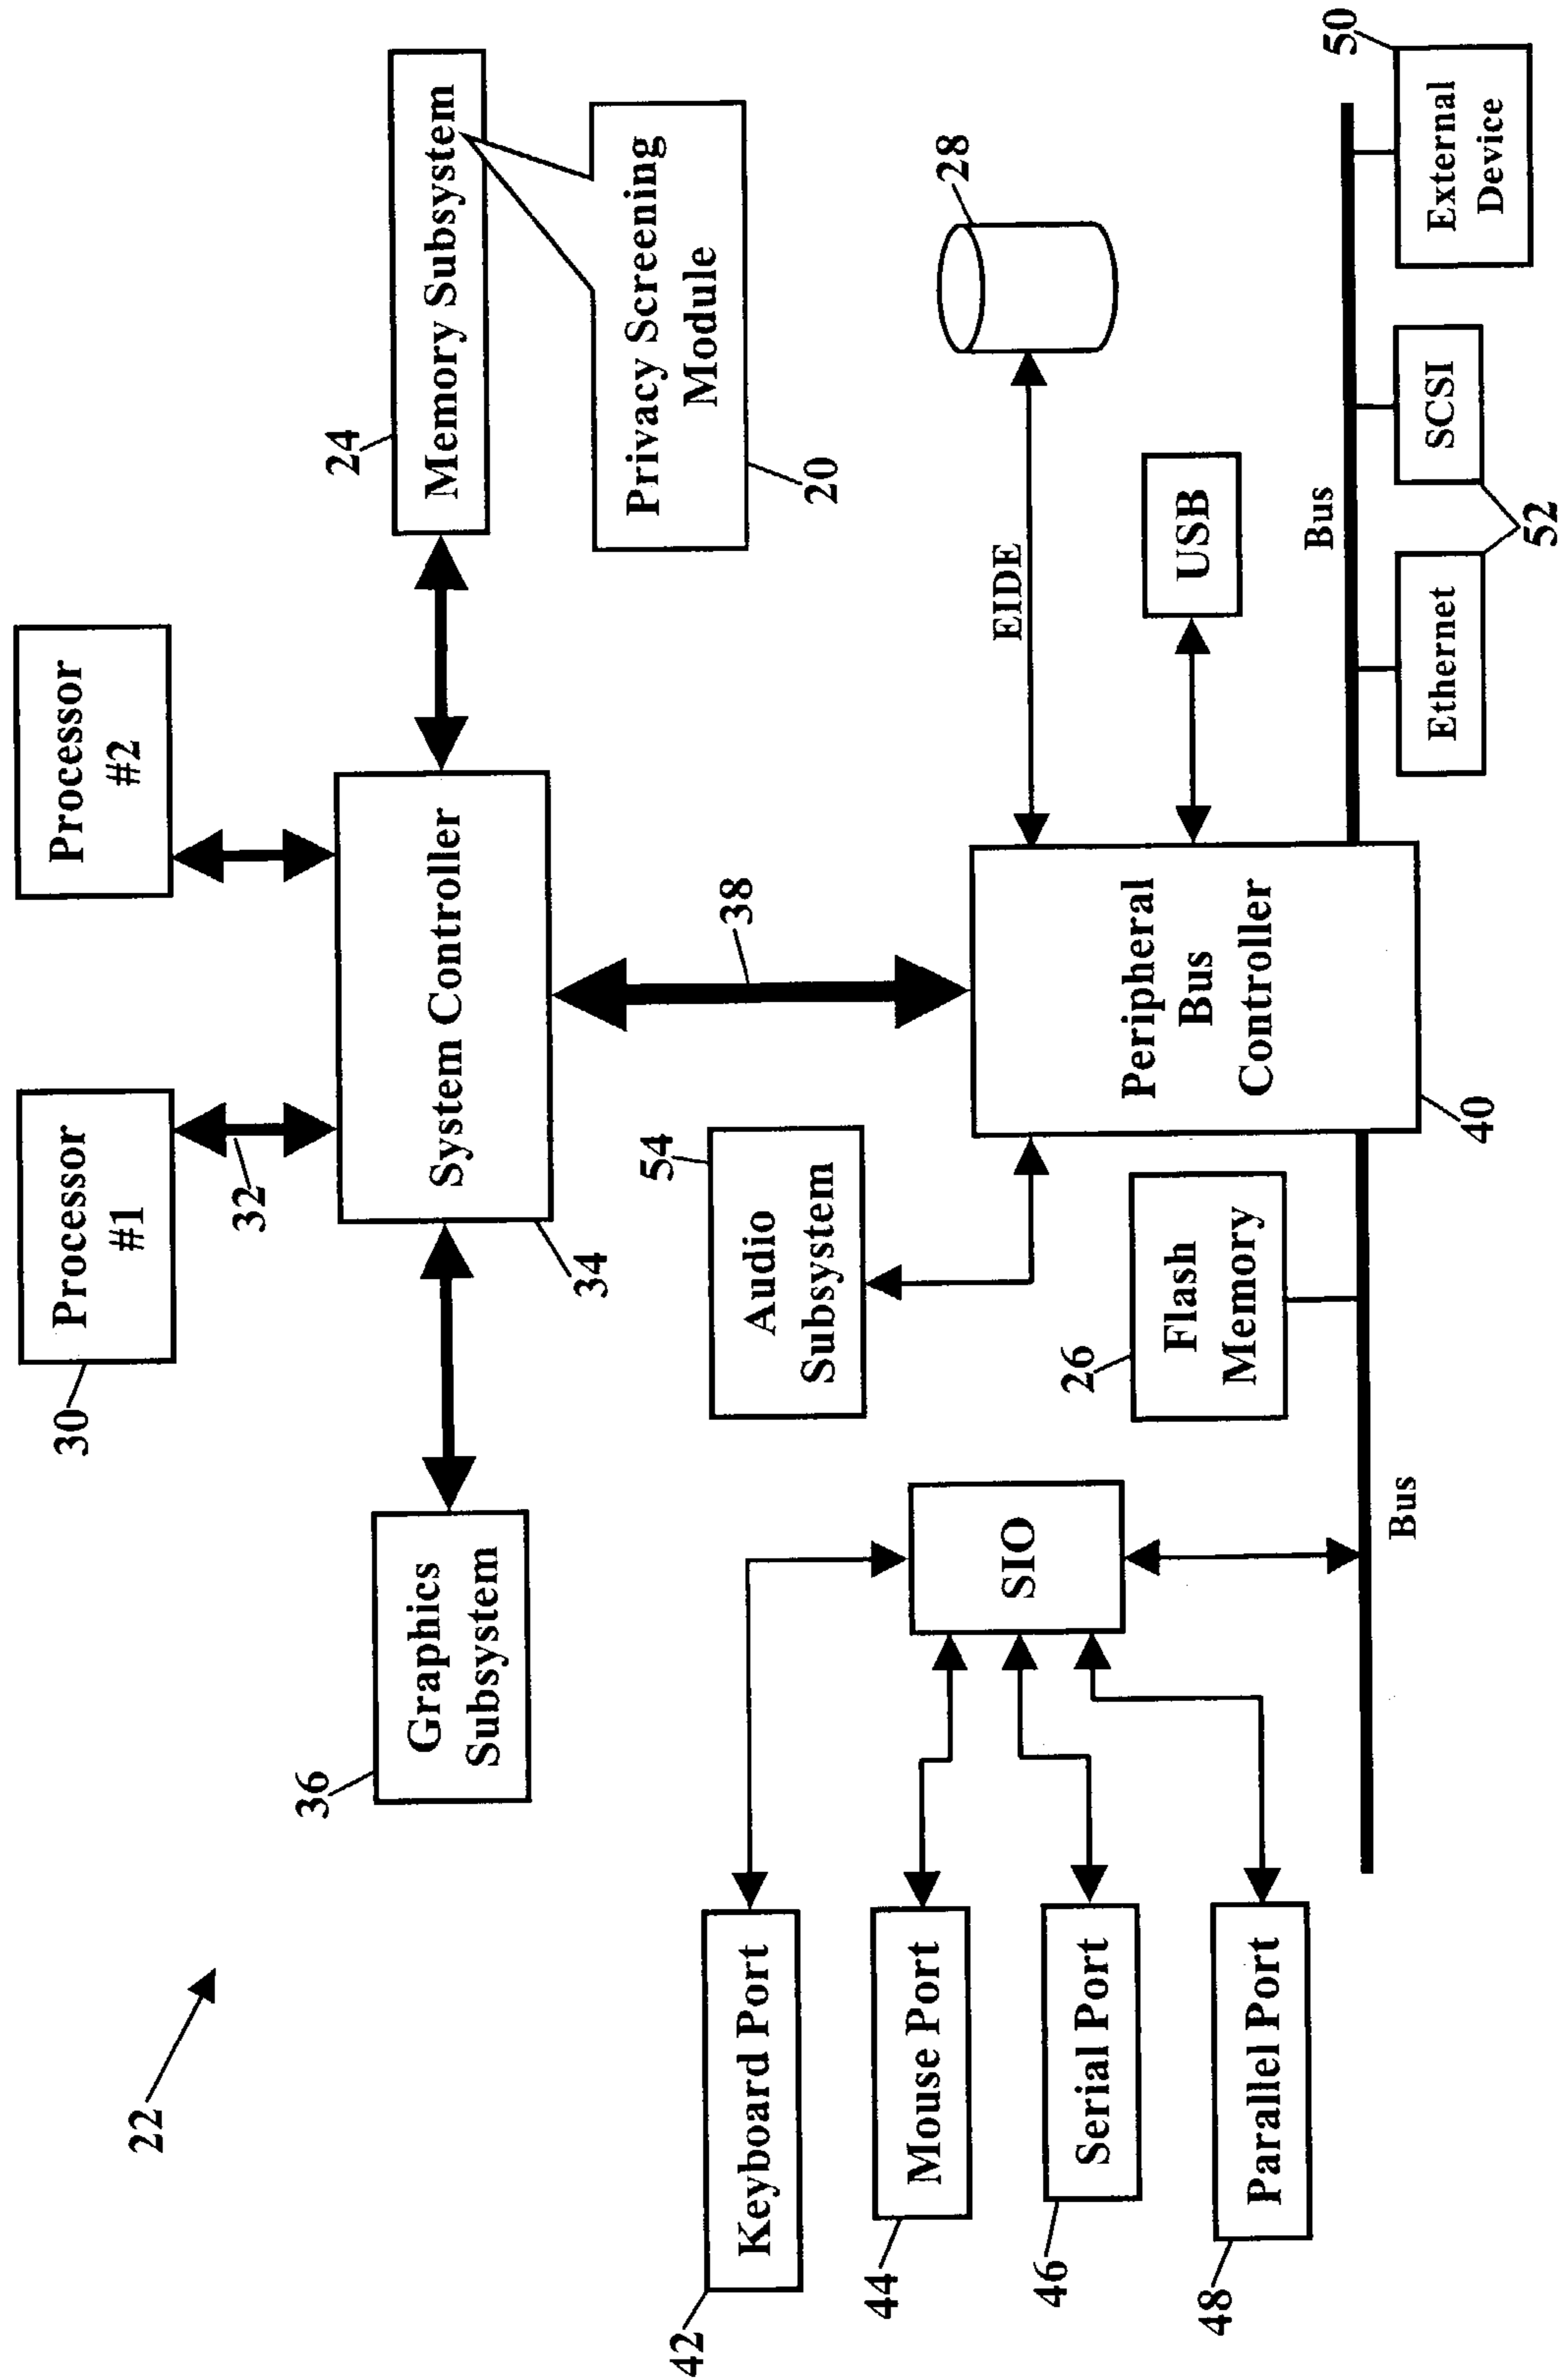 22
30
Processor
#1
32
Processor
#2
36
Graphics
Subsystem
System Controller
34
24
Memory Subsystem
Privacy Screening
Module
20
38
42
Keyboard Port
44
Mouse Port
46
Serial Port
48
Parallel Port
SIO
54
Audio
Subsystem
26
Flash
Memory
Bus
Peripheral
Bus
Controller
40
EIDE
28
USB
Bus
Ethernet
SCSI
52
External
Device
50